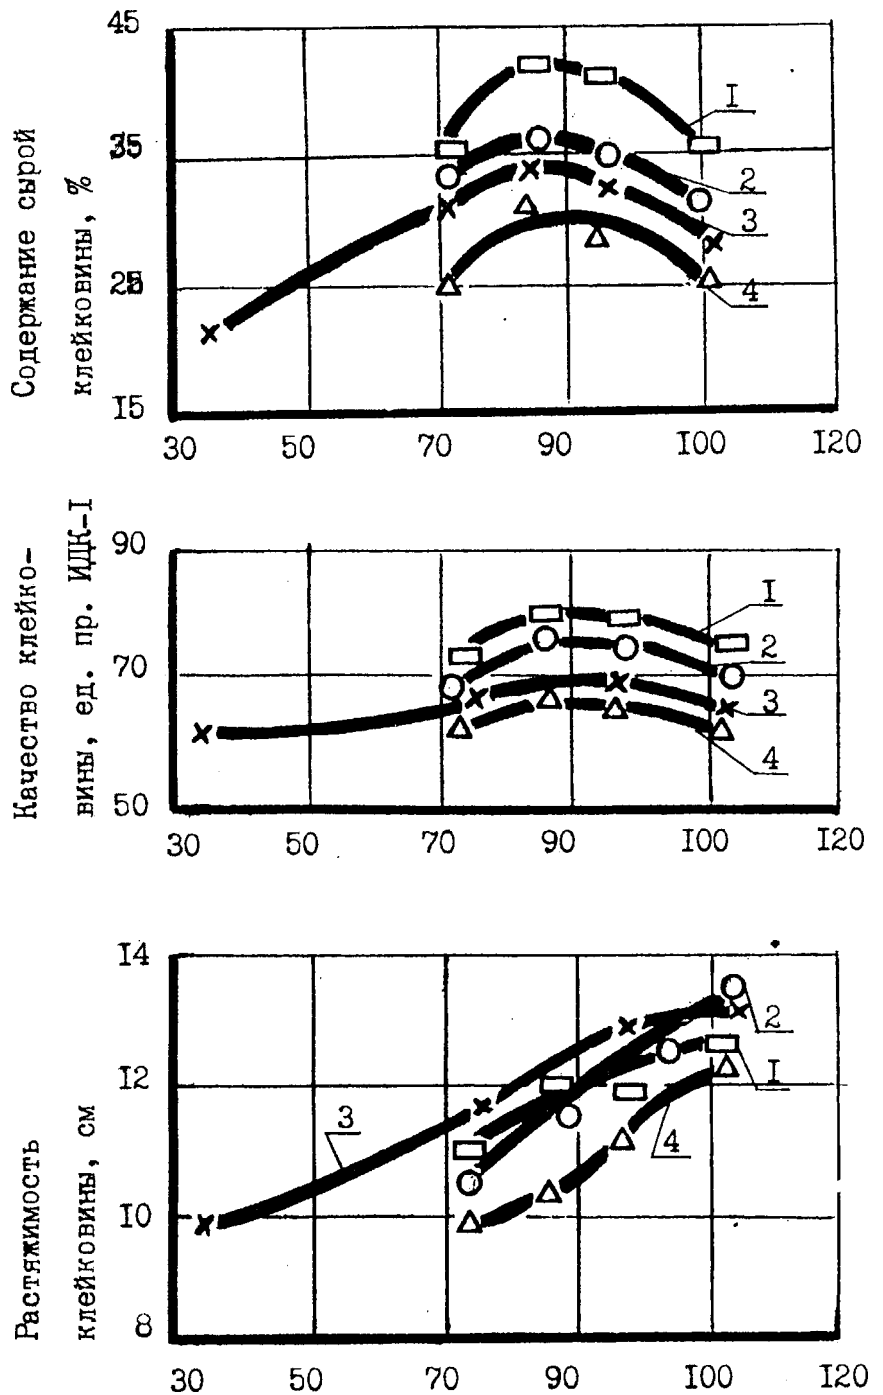 Содержание сырой
клейковины, %
45
35
25
I5
I
2
3
4
30 50 70 90 I00 I20
Качество клейко-
вины, ед. пр. ИДК-I
90
70
50
I
2
3
4
30 50 70 90 I00 I20
Растяжимость
клейковины, см
I4
I2
I0
8
3
2
I
4
30 50 70 90 I00 I20